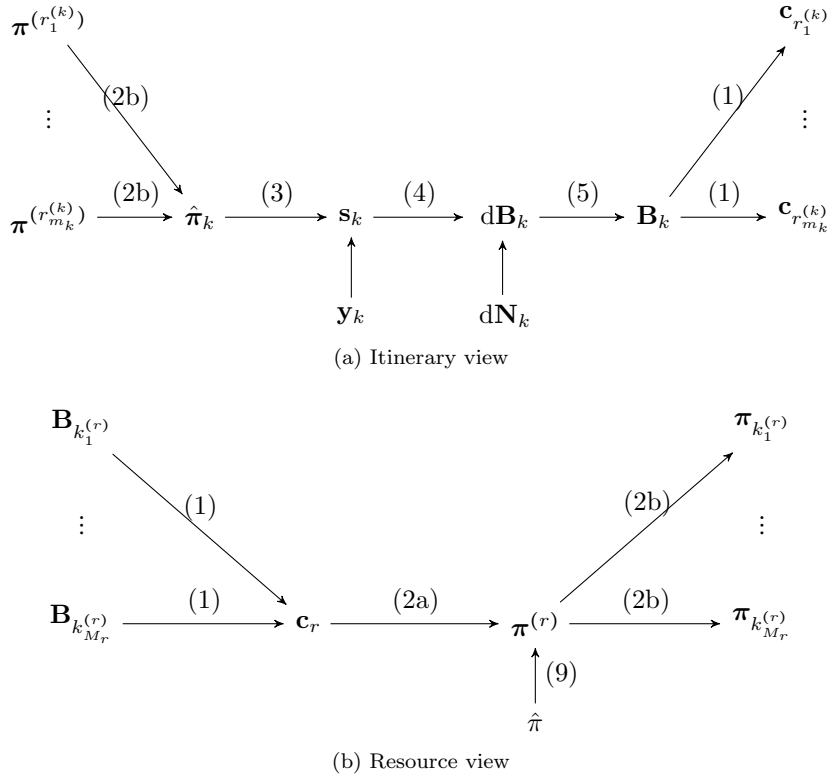 π^(r_1^(k)) c_{r_1^(k)}
(2b) (1)
⋮ ⋮
(2b) (3) (4) (5) (1)
π^(r_{m_k}^(k)) π̂_k s_k dB_k B_k c_{r_{m_k}^(k)}
y_k dN_k
(a) Itinerary view
B_{k_1^(r)} π_{k_1^(r)}
(1) (2b)
⋮ ⋮
(1) (2a) (2b)
B_{k_{M_r}^(r)} c_r π^(r) π_{k_{M_r}^(r)}
(9)
π̂
(b) Resource view